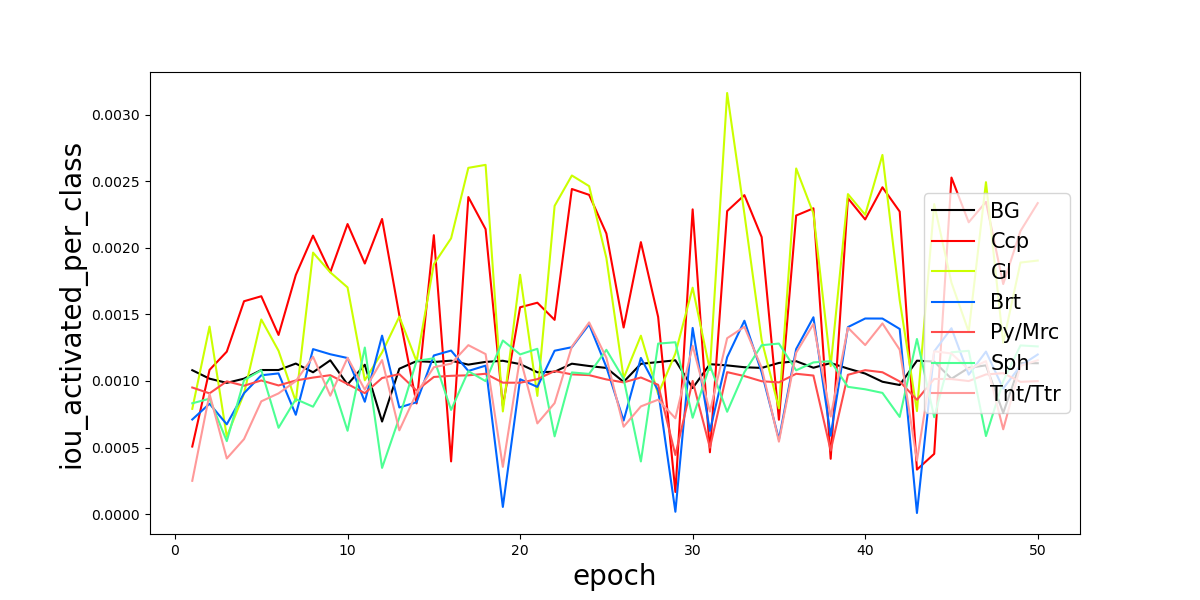 iou_activated_per_class
0.0030
0.0025
0.0020
0.0015
0.0010
0.0005
0.0000
0 10 20 30 40 50
epoch
BG
Ccp
Gl
Brt
Py/Mrc
Sph
Tnt/Ttr